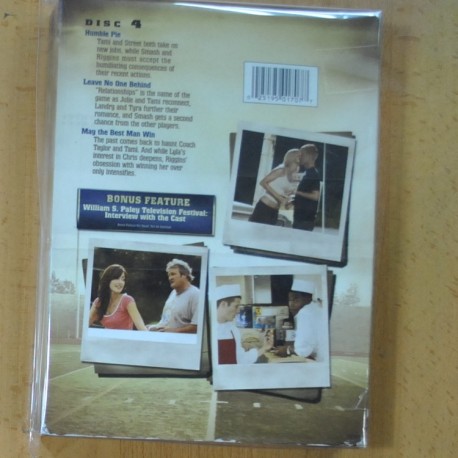 DISC 4
Humble Pie
Tami and Street both take on
new jobs, while Smash and
Riggins must accept the
humiliating consequences of
their recent actions.
Leave No One Behind
"Relationships" is the name of the
game as Julie and Tami reconnect,
Landry and Tyra further their
romance, and Smash gets a second
chance from the other players.
May the Best Man Win
The past comes back to haunt Coach
Taylor and Tami. And while Lyla's
interest in Chris deepens, Riggins'
obsession with winning her over
only intensifies.
BONUS FEATURE
William S. Paley Television Festival:
Interview with the Cast